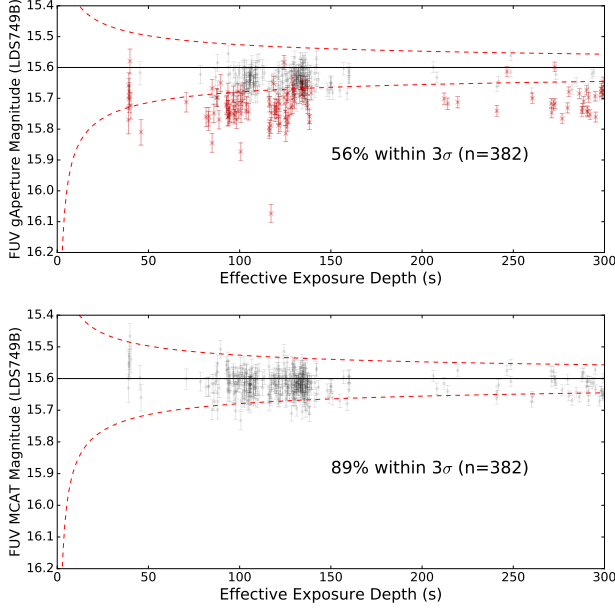 15.4
15.5
15.6
15.7
15.8
15.9
16.0
16.1
16.2
FUV gAperture Magnitude (LDS749B)
56% within 3σ (n=382)
0 50 100 150 200 250 300
Effective Exposure Depth (s)
15.4
15.5
15.6
15.7
15.8
15.9
16.0
16.1
16.2
FUV MCAT Magnitude (LDS749B)
89% within 3σ (n=382)
0 50 100 150 200 250 300
Effective Exposure Depth (s)